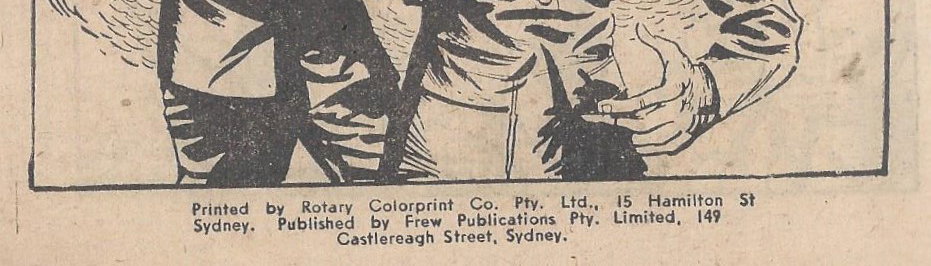 Printed by Rotary Colorprint Co. Pty. Ltd., 15 Hamilton St
Sydney. Published by Frew Publications Pty. Limited, 149
Castlereagh Street, Sydney.